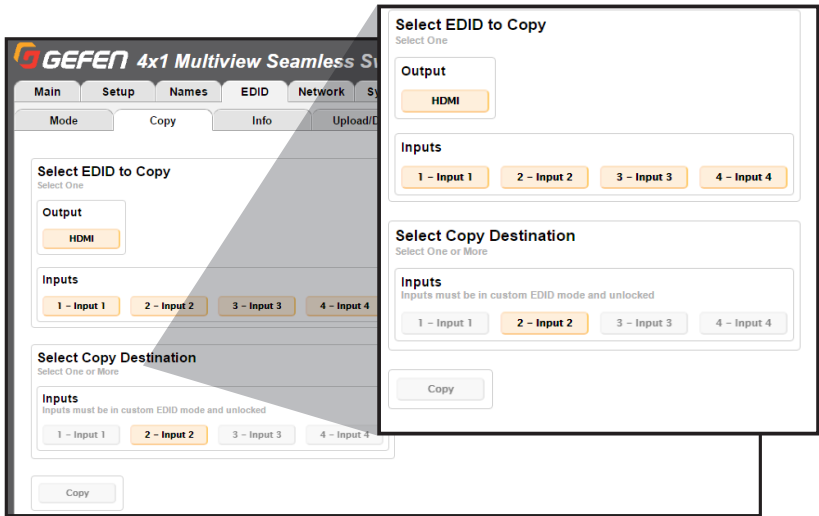 GEFEN 4x1 Multiview Seamless
Main Setup Names EDID Network
Mode Copy Info
Select EDID to Copy
Select One
Output
HDMI
Inputs
1 – Input 1 2 – Input 2 3 – Input 3 4 – Input 4
Select Copy Destination
Select One or More
Inputs
Inputs must be in custom EDID mode and unlocked
1 – Input 1 2 – Input 2 3 – Input 3 4 – Input 4
Copy
Select EDID to Copy
Select One
Output
HDMI
Inputs
1 – Input 1 2 – Input 2 3 – Input 3 4 – Input 4
Select Copy Destination
Select One or More
Inputs
Inputs must be in custom EDID mode and unlocked
1 – Input 1 2 – Input 2 3 – Input 3 4 – Input 4
Copy